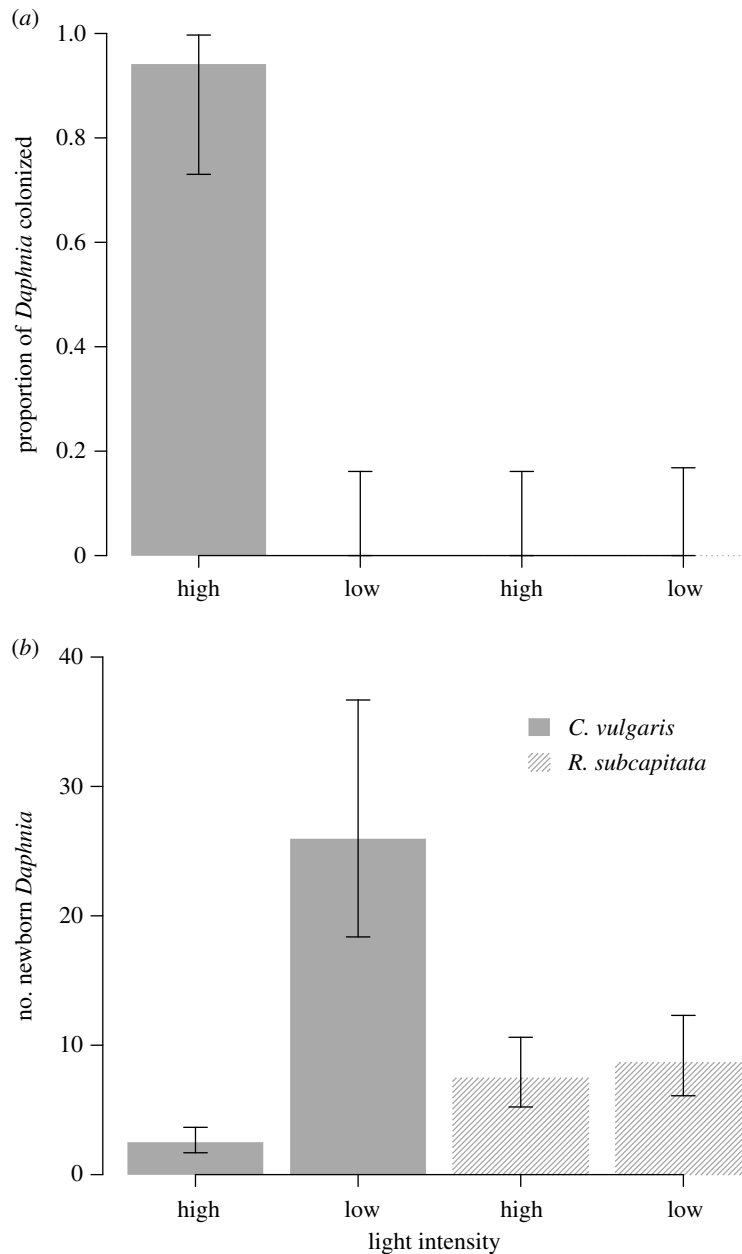 (a)
proportion of Daphnia colonized
1.0
0.8
0.6
0.4
0.2
0
high low high low
(b)
no. newborn Daphnia
40
30
20
10
0
C. vulgaris
R. subcapitata
high low high low
light intensity